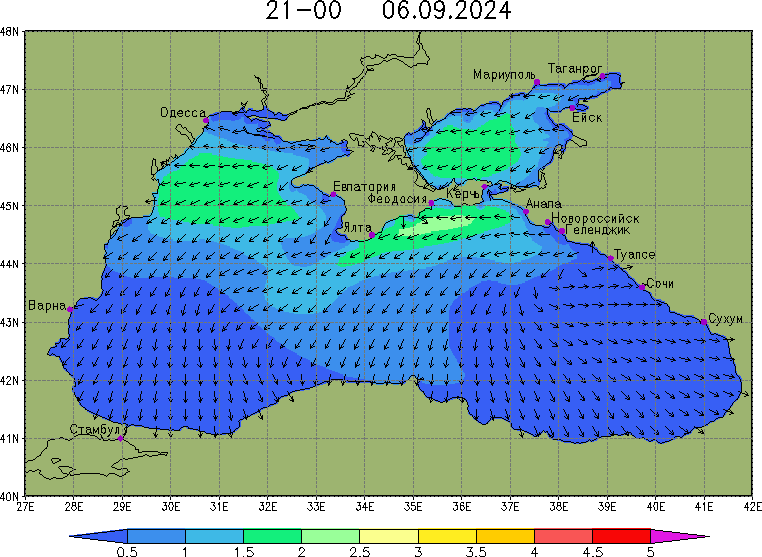 21-00 06.09.2024
48N
Таганрог
Мариуполь
47N
Одесса
Ейск
46N
Евпатория
Керчь
Феодосия
Анапа
45N
Новороссийск
Ялта
Геленджик
Туапсе
44N
Сочи
Варна
Сухум
43N
42N
Стамбул
41N
40N
27E 28E 29E 30E 31E 32E 33E 34E 35E 36E 37E 38E 39E 40E 41E 42E
0.5 1 1.5 2 2.5 3 3.5 4 4.5 5